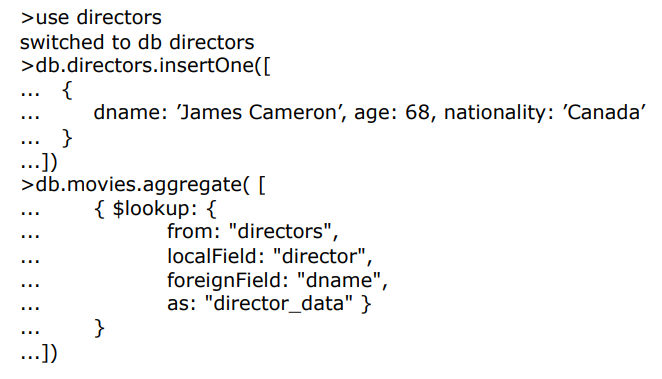 >use directors
switched to db directors
>db.directors.insertOne([
... {
... dname: ’James Cameron’, age: 68, nationality: ’Canada’
... }
...])
>db.movies.aggregate( [
... { $lookup: {
... from: "directors",
... localField: "director",
... foreignField: "dname",
... as: "director_data" }
... }
...])